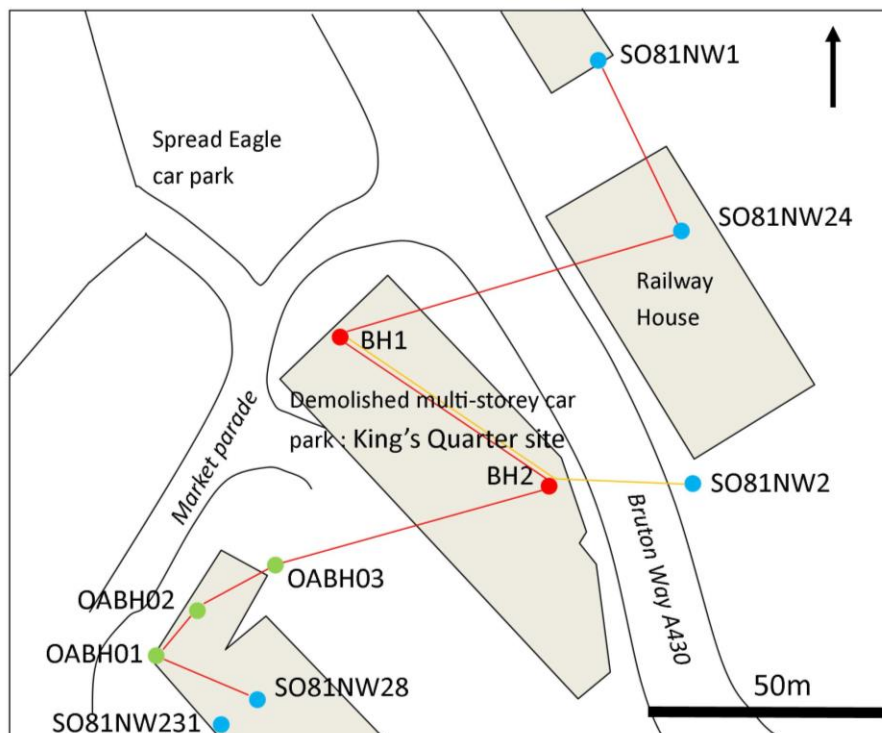 SO81NW1
Spread Eagle
car park
SO81NW24
Railway
House
BH1
Demolished multi-storey car
park : King's Quarter site
Market parade
BH2
SO81NW2
Bruton Way A430
OABH03
OABH02
OABH01
SO81NW28
50m
SO81NW231